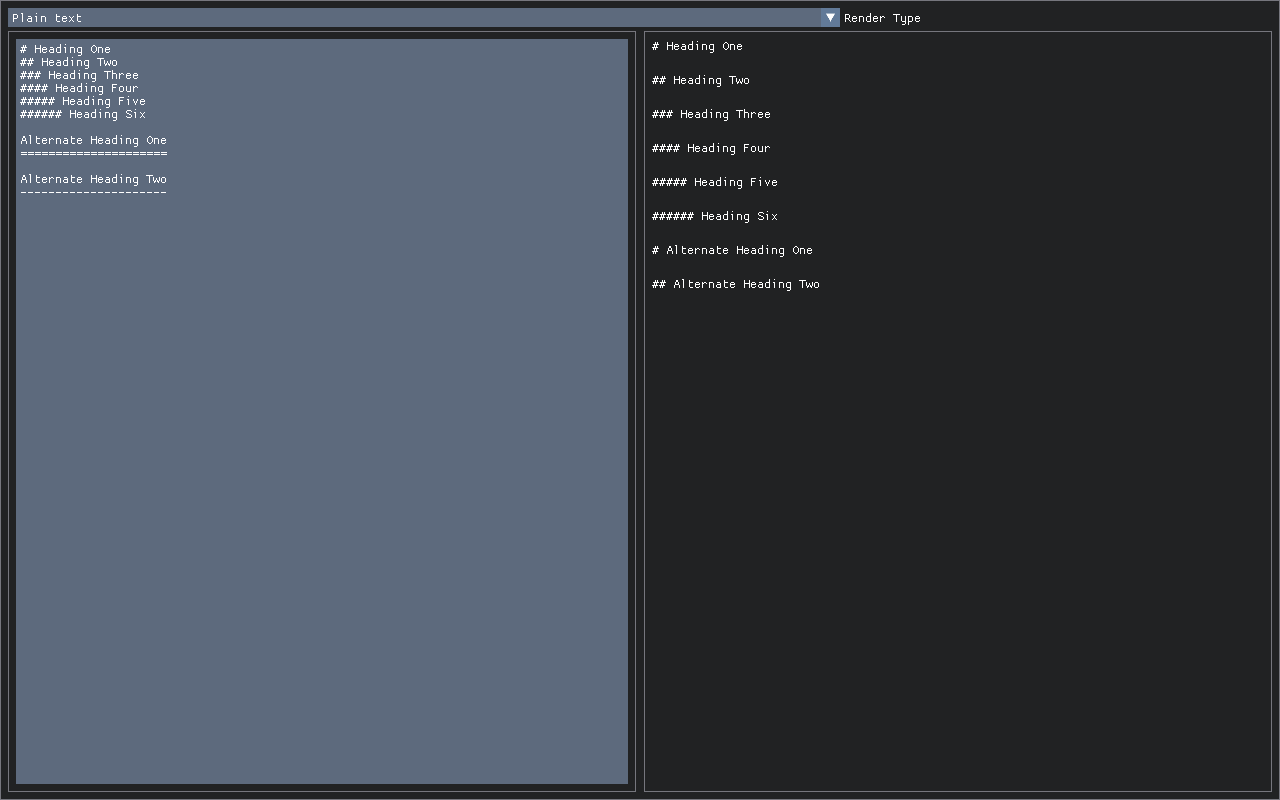 Plain text
Render Type
# Heading One
## Heading Two
### Heading Three
#### Heading Four
##### Heading Five
###### Heading Six
Alternate Heading One
=====================
Alternate Heading Two
---------------------
# Heading One
## Heading Two
### Heading Three
#### Heading Four
##### Heading Five
###### Heading Six
# Alternate Heading One
## Alternate Heading Two